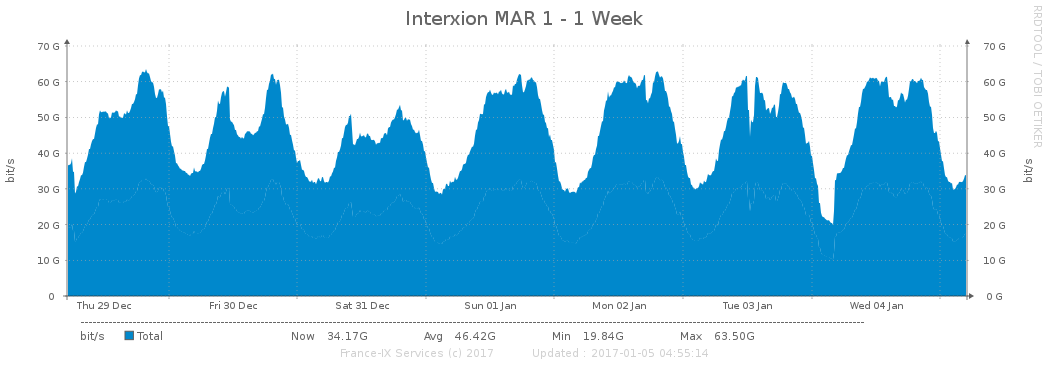 Interxion MAR 1 - 1 Week
RRDTOOL / TOBI OETIKER
bit/s
70 G
60 G
50 G
40 G
30 G
20 G
10 G
0
70 G
60 G
50 G
40 G
30 G
20 G
10 G
0 G
bit/s
Thu 29 Dec Fri 30 Dec Sat 31 Dec Sun 01 Jan Mon 02 Jan Tue 03 Jan Wed 04 Jan
bit/s Total Now 34.17G Avg 46.42G Min 19.84G Max 63.50G
France-IX Services (c) 2017 Updated : 2017-01-05 04:55:14